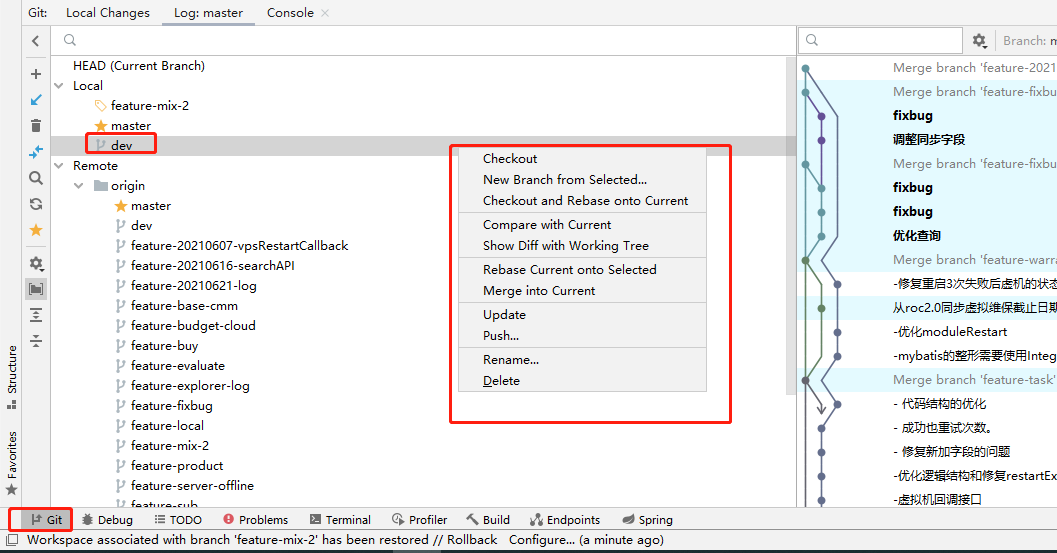 Git: Local Changes Log: master Console
HEAD (Current Branch)
Local
feature-mix-2
master
dev
Remote
origin
master
dev
feature-20210607-vpsRestartCallback
feature-20210616-searchAPI
feature-20210621-log
feature-base-cmm
feature-budget-cloud
feature-buy
feature-evaluate
feature-explorer-log
feature-fixbug
feature-local
feature-mix-2
feature-product
feature-server-offline
feature-sub
Checkout
New Branch from Selected...
Checkout and Rebase onto Current
Compare with Current
Show Diff with Working Tree
Rebase Current onto Selected
Merge into Current
Update
Push...
Rename...
Delete
Branch: m
Merge branch 'feature-2021
Merge branch 'feature-fixbu
fixbug
调整同步字段
Merge branch 'feature-fixbu
fixbug
fixbug
优化查询
Merge branch 'feature-warra
-修复重启3次失败后虚机的状态
从roc2.0同步虚拟维保截止日期
-优化moduleRestart
-mybatis的整形需要使用Integ
Merge branch 'feature-task'
- 代码结构的优化
- 成功也重试次数。
- 修复新加字段的问题
-优化逻辑结构和修复restartEx
-虚拟机回调接口
Structure
Favorites
Git Debug TODO Problems Terminal Profiler Build Endpoints Spring
Workspace associated with branch 'feature-mix-2' has been restored // Rollback Configure... (a minute ago)